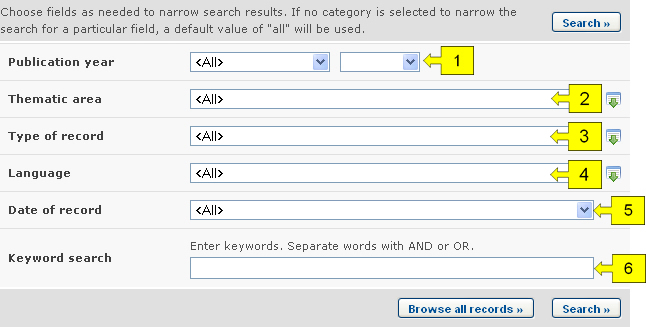 Choose fields as needed to narrow search results. If no category is selected to narrow the
search for a particular field, a default value of "all" will be used.
Search »
Publication year <All> 1
Thematic area <All> 2
Type of record <All> 3
Language <All> 4
Date of record <All> 5
Enter keywords. Separate words with AND or OR.
Keyword search 6
Browse all records » Search »